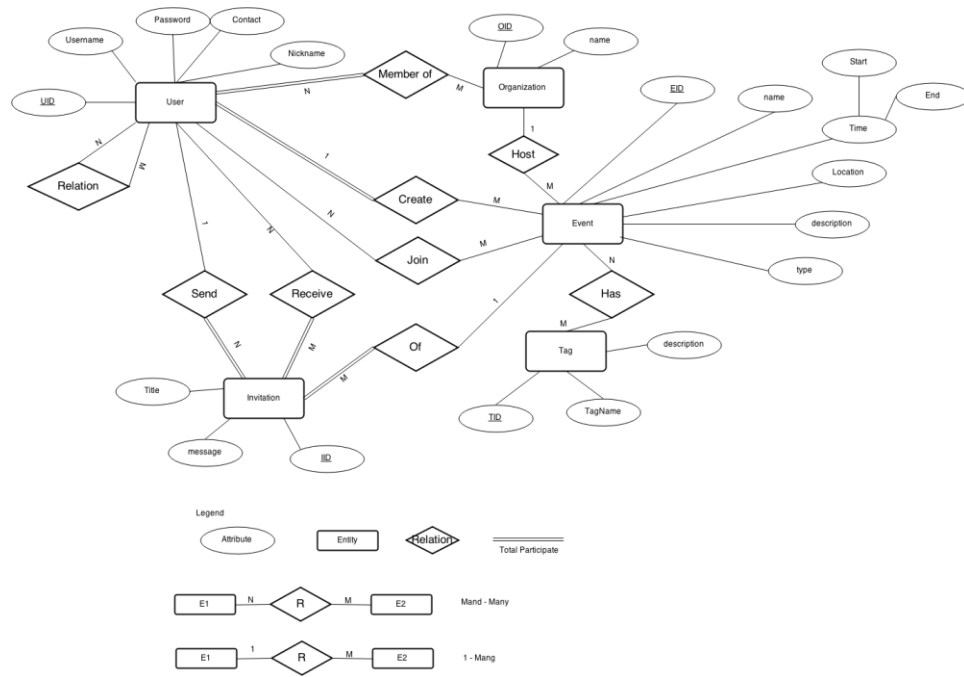 Password
Contact
OID
name
Username
Nickname
Start
Member of
N
M
Organization
EID
name
End
UID
User
Time
1
N
M
Host
Relation
Location
1
M
Create
M
Event
description
N
N
Join
M
type
1
N
Send
Receive
Has
1
M
N
M
Of
Tag
description
M
Title
Invitation
TID
TagName
message
IID
Legend
Attribute
Entity
Relation
Total Participate
E1
N
R
M
E2
Mand - Many
E1
1
R
M
E2
1 - Mang